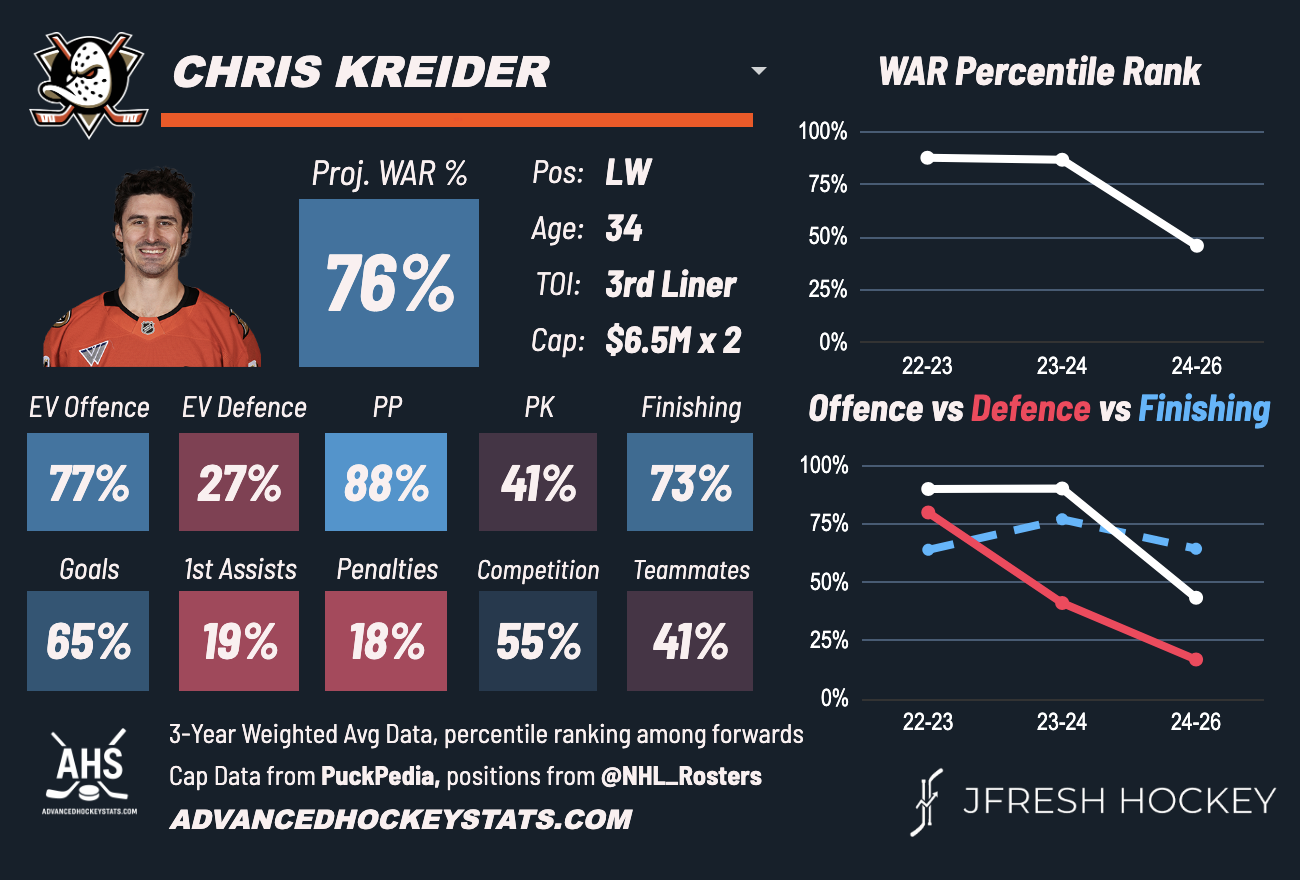 CHRIS KREIDER
Proj. WAR %
76%
Pos: LW
Age: 34
TOI: 3rd Liner
Cap: $6.5M x 2
EV Offence EV Defence PP PK Finishing
77% 27% 88% 41% 73%
Goals 1st Assists Penalties Competition Teammates
65% 19% 18% 55% 41%
WAR Percentile Rank
100%
75%
50%
25%
0%
22-23 23-24 24-26
Offence vs Defence vs Finishing
100%
75%
50%
25%
0%
22-23 23-24 24-26
AHS
ADVANCEDHOCKEYSTATS.COM
3-Year Weighted Avg Data, percentile ranking among forwards
Cap Data from PuckPedia, positions from @NHL_Rosters
ADVANCEDHOCKEYSTATS.COM
JFRESH HOCKEY